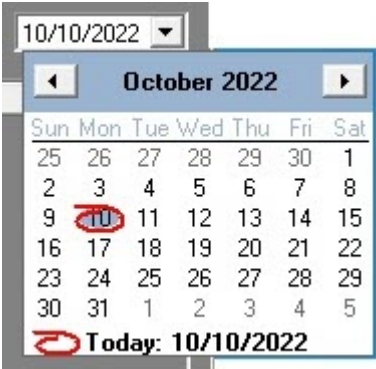 10/10/2022
October 2022
Sun Mon Tue Wed Thu Fri Sat
25 26 27 28 29 30 1
2 3 4 5 6 7 8
9 10 11 12 13 14 15
16 17 18 19 20 21 22
23 24 25 26 27 28 29
30 31 1 2 3 4 5
Today: 10/10/2022